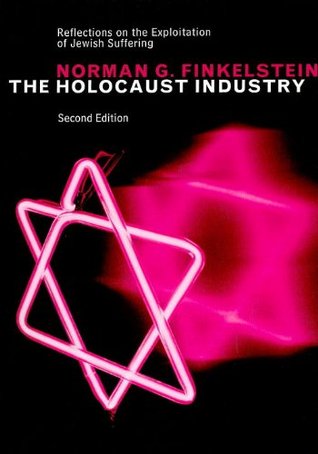 Reflections on the Exploitation
of Jewish Suffering
NORMAN G. FINKELSTEIN
THE HOLOCAUST INDUSTRY
Second Edition